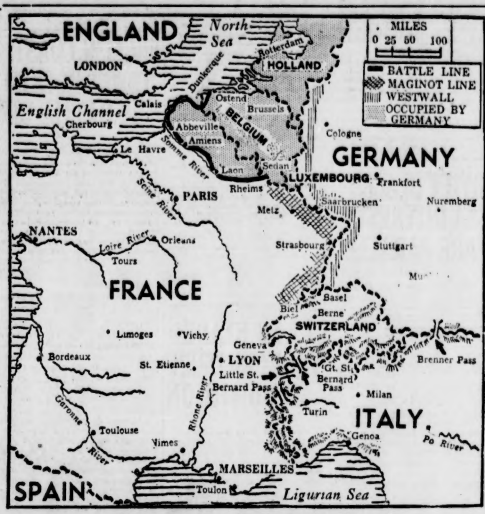 ENGLAND
North
Sea
MILES
0 25 50 100
BATTLE LINE
MAGINOT LINE
WESTWALL
OCCUPIED BY
GERMANY
LONDON
Dunkerque
Rotterdam
HOLLAND
English Channel
Calais
Ostend
Brussels
BELGIUM
Cherbourg
Abbeville
Amiens
Cologne
Le Havre
Somme River
Laon
Sedan
GERMANY
LUXEMBOURG
Frankfort
Rheims
Seine River
PARIS
Metz
Saarbrucken
Nuremberg
NANTES
Loire River
Orleans
Tours
Strasbourg
Stuttgart
FRANCE
Biel
Basel
Berne
SWITZERLAND
Limoges
Vichy
Geneva
Brenner Pass
Bordeaux
St. Etienne
LYON
Little St.
Bernard Pass
Gt. St.
Bernard
Pass
Milan
Garonne
River
Rhone River
Turin
ITALY
Toulouse
Nimes
Genoa
Po River
MARSEILLES
SPAIN
Toulon
Ligurian Sea